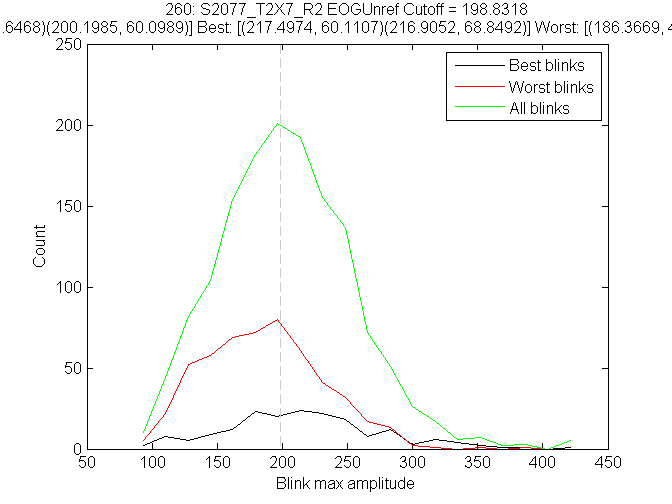 260: S2077_T2X7_R2 EOGUnref Cutoff = 198.8318
.6468)(200.1985, 60.0989)] Best: [(217.4974, 60.1107)(216.9052, 68.8492)] Worst: [(186.3669, 4
250
200
150
100
50
0
Count
Best blinks
Worst blinks
All blinks
50 100 150 200 250 300 350 400 450
Blink max amplitude